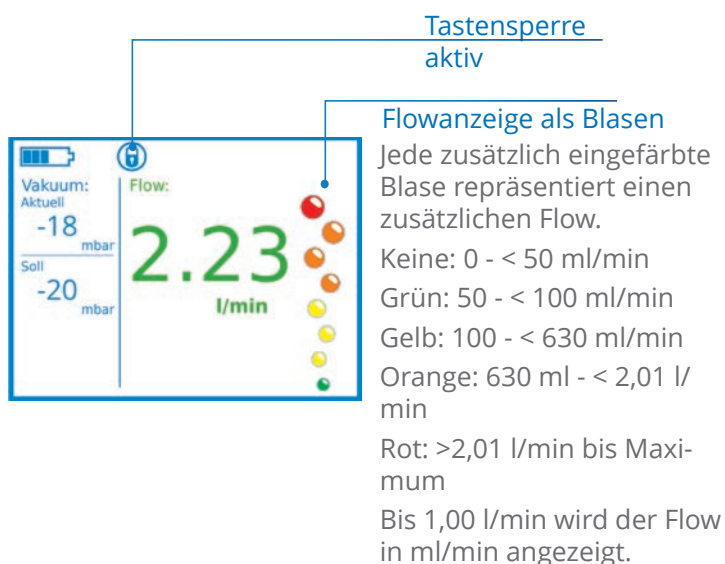 Tastensperre
aktiv
Flowanzeige als Blasen
Jede zusätzlich eingefärbte
Blase repräsentiert einen
zusätzlichen Flow.
Keine: 0 - < 50 ml/min
Grün: 50 - < 100 ml/min
Gelb: 100 - < 630 ml/min
Orange: 630 ml - < 2,01 l/
min
Rot: >2,01 l/min bis Maxi-
mum
Bis 1,00 l/min wird der Flow
in ml/min angezeigt.
Vakuum:
Aktuell
-18
mbar
Soll
-20
mbar
Flow:
2.23
l/min